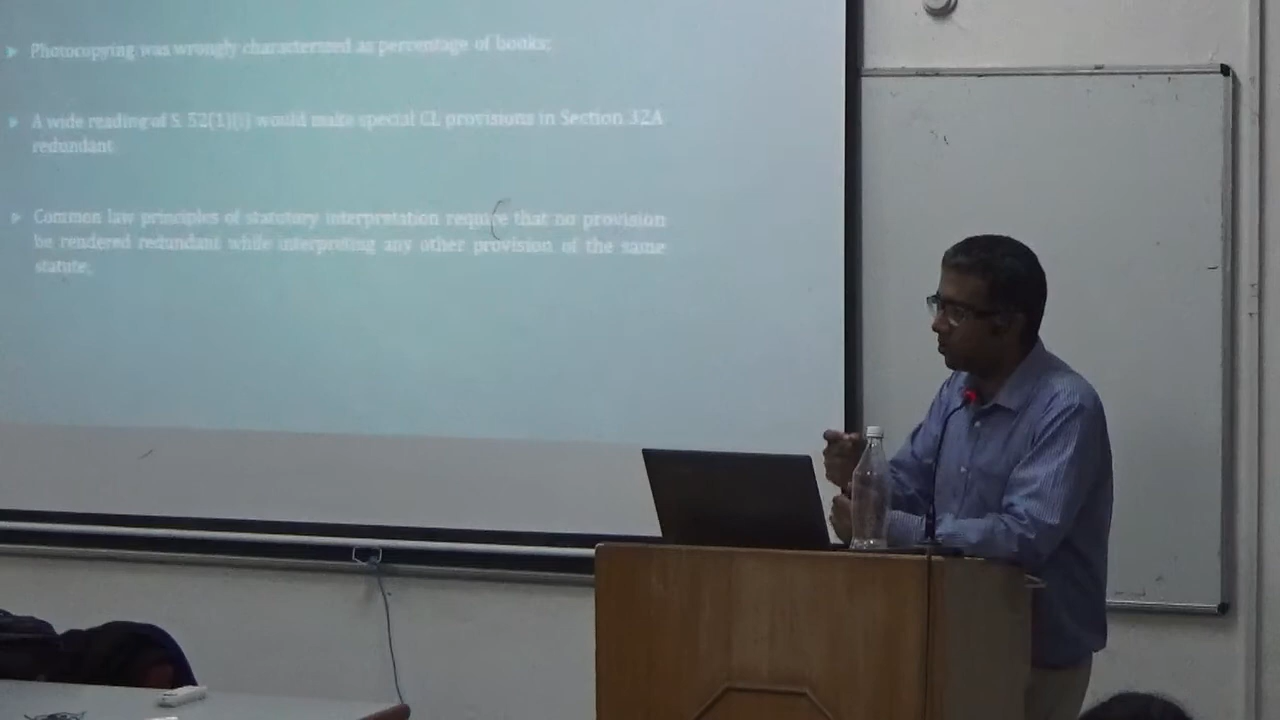 Photocopying was wrongly characterized as percentage of books;
A wide reading of S. 52(1)(i) would make special CL provisions in Section 32A
redundant
Common law principles of statutory interpretation require that no provision
be rendered redundant while interpreting any other provision of the same
statute;